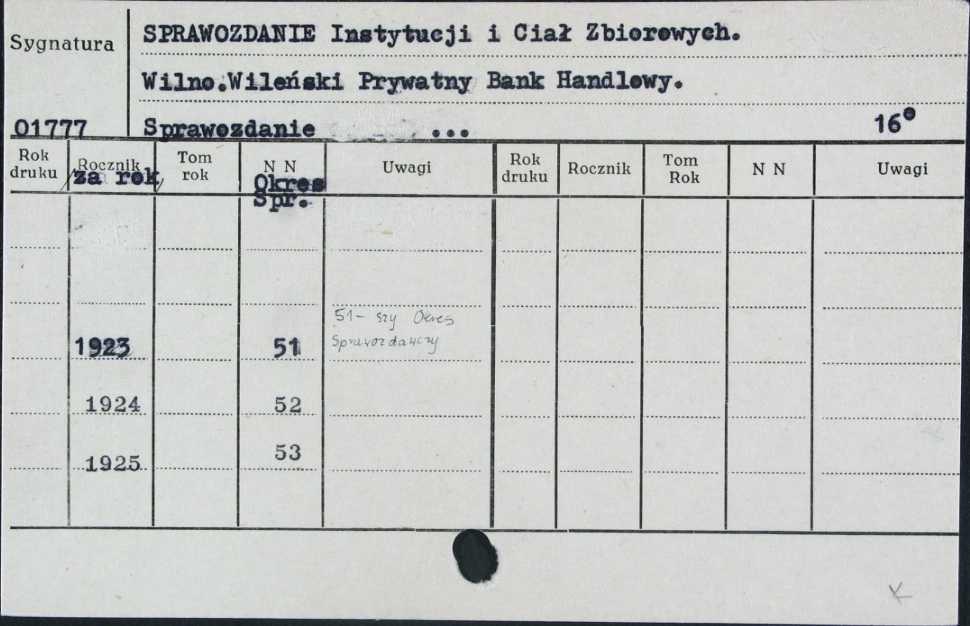 Sygnatura
SPRAWOZDANIE Instytucji i Ciał Zbiorowych.
Wilno.Wileński Prywatny Bank Handlowy.
01777 Sprawozdanie ... 16°
Rok druku Rocznik /za rok/ Tom rok N N Okres Spr. Uwagi Rok druku Rocznik Tom Rok N N Uwagi
51-szy Okres
1923 51 Sprawozdawczy
1924 52
1925 53
K